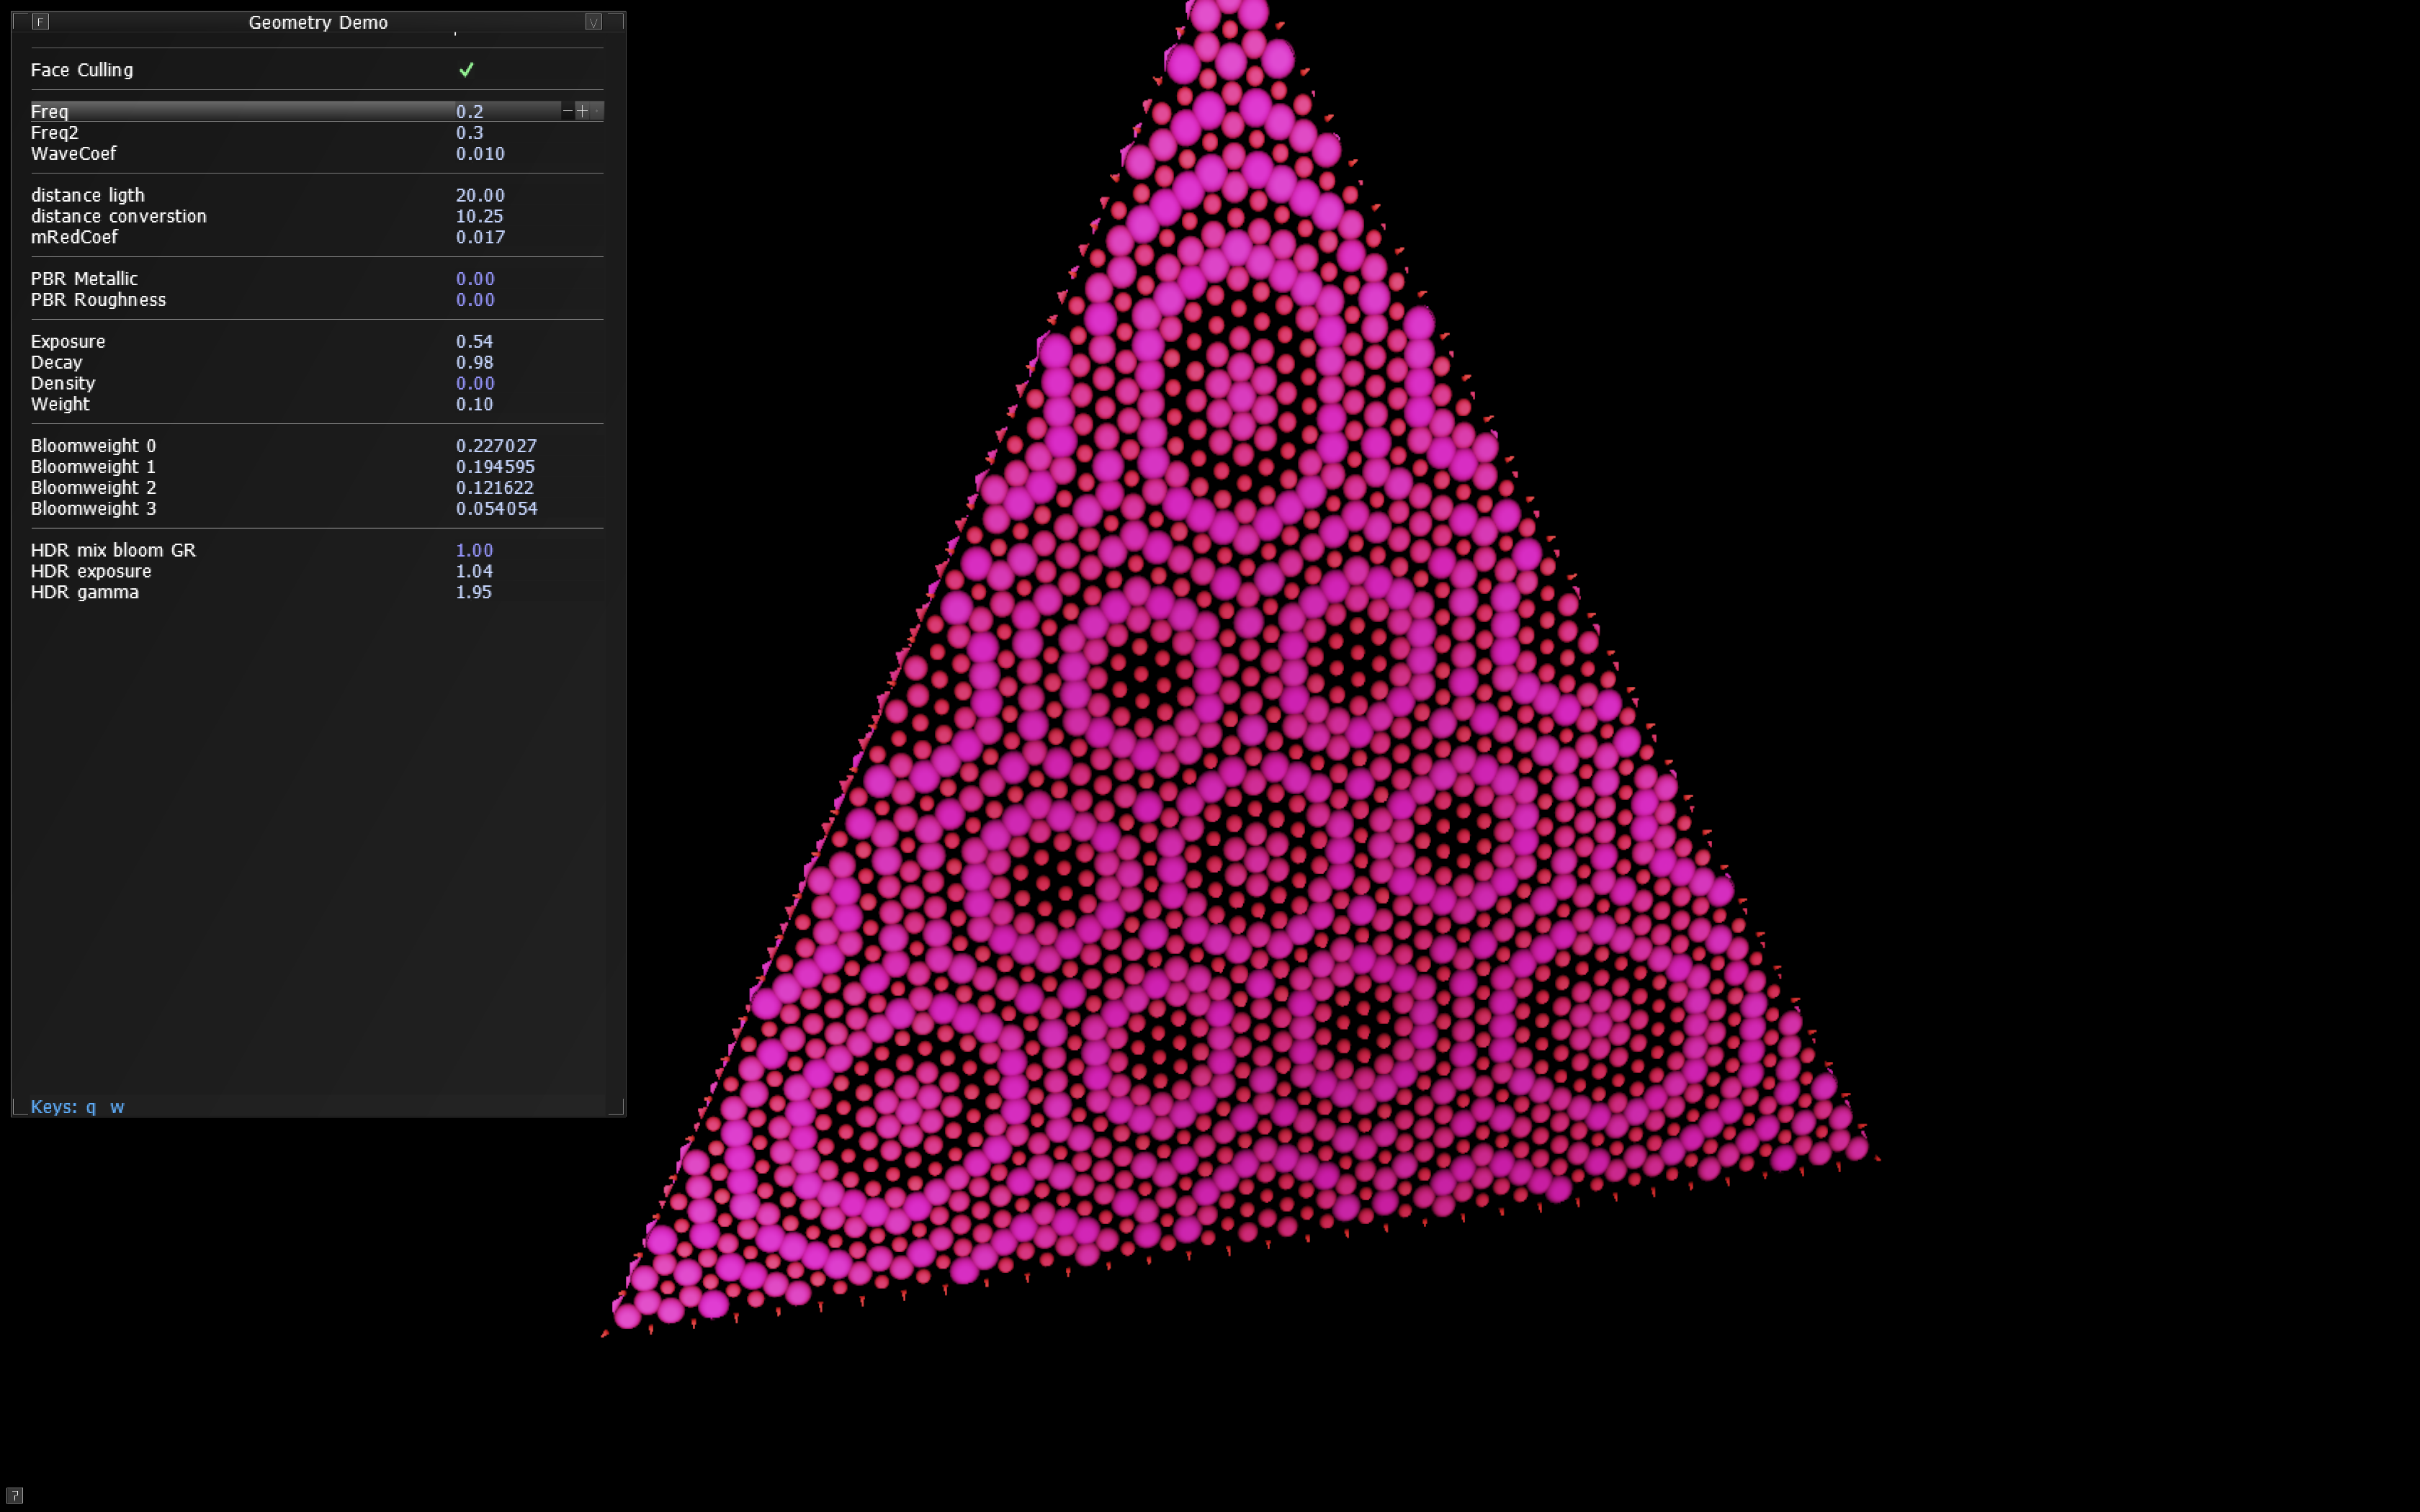 F Geometry Demo V
Face Culling ✓
Freq 0.2 − +
Freq2 0.3
WaveCoef 0.010
distance ligth 20.00
distance converstion 10.25
mRedCoef 0.017
PBR Metallic 0.00
PBR Roughness 0.00
Exposure 0.54
Decay 0.98
Density 0.00
Weight 0.10
Bloomweight 0 0.227027
Bloomweight 1 0.194595
Bloomweight 2 0.121622
Bloomweight 3 0.054054
HDR mix bloom GR 1.00
HDR exposure 1.04
HDR gamma 1.95
Keys: q w
?